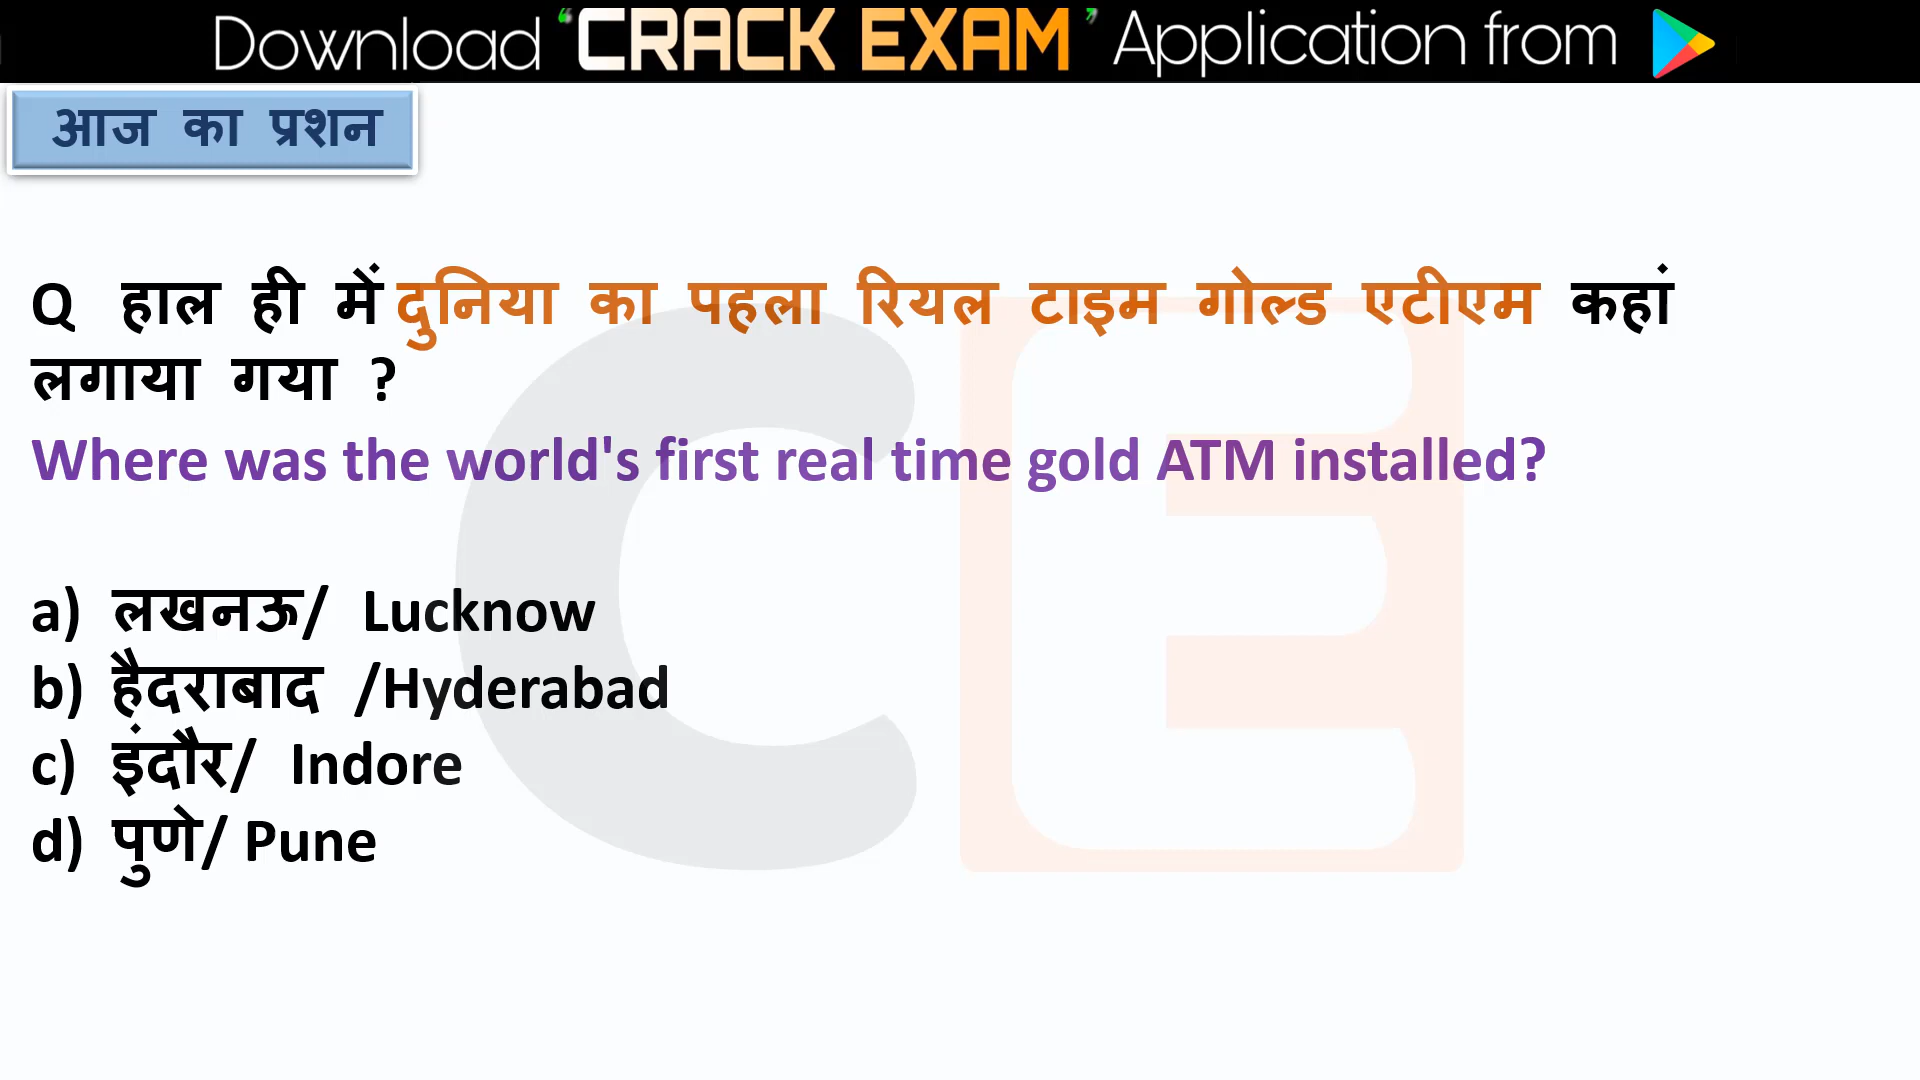 Download ‘CRACK EXAM’ Application from
आज का प्रशन
Q हाल ही में दुनिया का पहला रियल टाइम गोल्ड एटीएम कहां
लगाया गया ?
Where was the world's first real time gold ATM installed?
a) लखनऊ/ Lucknow
b) हैदराबाद /Hyderabad
c) इंदौर/ Indore
d) पुणे/ Pune
CE